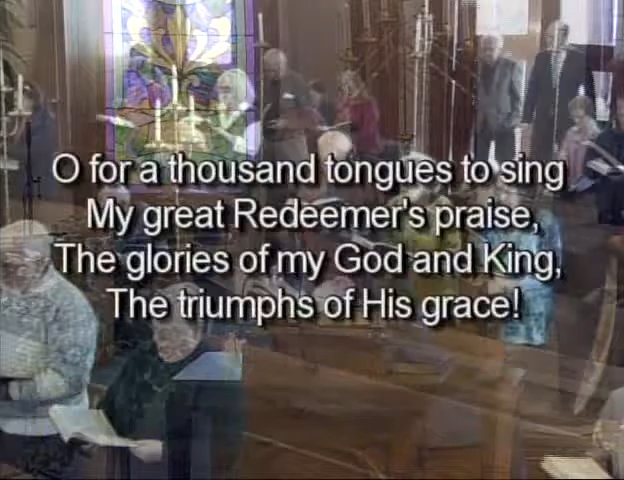 O for a thousand tongues to sing
My great Redeemer's praise,
The glories of my God and King,
The triumphs of His grace!